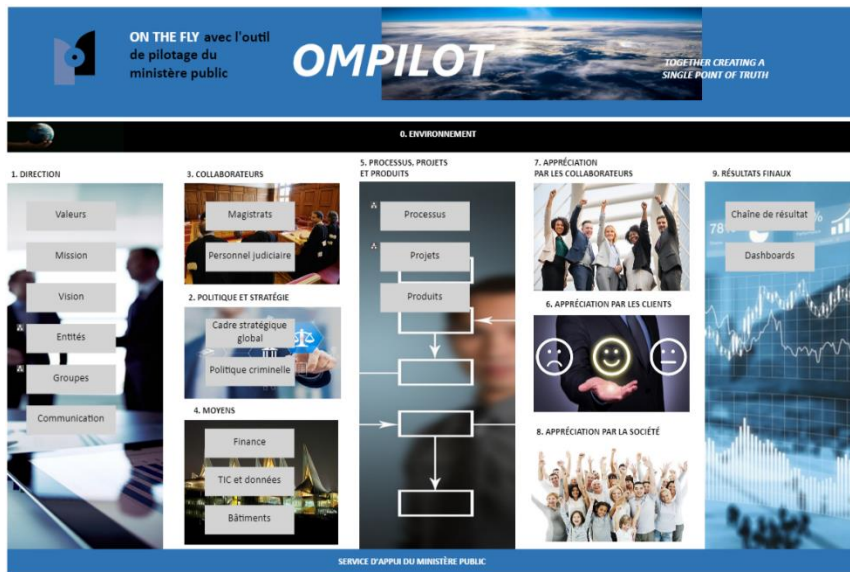 ON THE FLY avec l'outil
de pilotage du
ministère public
OMPILOT
TOGETHER CREATING A
SINGLE POINT OF TRUTH
0. ENVIRONNEMENT
1. DIRECTION
Valeurs
Mission
Vision
Entités
Groupes
Communication
3. COLLABORATEURS
Magistrats
Personnel judiciaire
2. POLITIQUE ET STRATÉGIE
Cadre stratégique
global
Politique criminelle
4. MOYENS
Finance
TIC et données
Bâtiments
5. PROCESSUS, PROJETS
ET PRODUITS
Processus
Projets
Produits
7. APPRÉCIATION
PAR LES COLLABORATEURS
6. APPRÉCIATION PAR LES CLIENTS
8. APPRÉCIATION PAR LA SOCIÉTÉ
9. RÉSULTATS FINAUX
Chaîne de résultat
78%
Dashboards
SERVICE D'APPUI DU MINISTÈRE PUBLIC